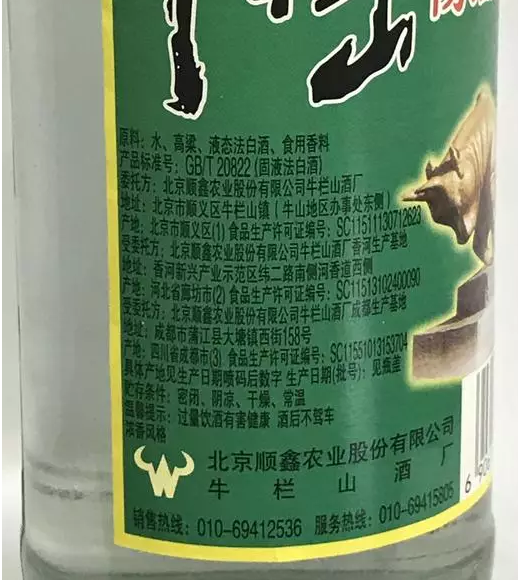 牛栏山
陈酿
原料：水、高粱、液态法白酒、食用香料
产品标准号：GB/T 20822(固液法白酒)
委托方：北京顺鑫农业股份有限公司牛栏山酒厂
地址：北京市顺义区牛栏山镇（牛山地区办事处东侧）
产地：北京市顺义区(1) 食品生产许可证编号：SC11511130712623
受委托方：北京顺鑫农业股份有限公司牛栏山酒厂香河生产基地
地址：香河新兴产业示范区纬二路南侧河香道西侧
产地：河北省廊坊市(2) 食品生产许可证编号：SC11513102400090
受委托方：北京顺鑫农业股份有限公司牛栏山酒厂成都生产基地
地址：成都市蒲江县大塘镇西街158号
产地：四川省成都市(3) 食品生产许可证编号：SC11551013153704
具体产地见生产日期喷码后数字 生产日期(批号)：见瓶盖
贮存条件：密闭、阴凉、干燥、常温
温馨提示：过量饮酒有害健康 酒后不驾车
浓香风格
北京顺鑫农业股份有限公司
牛栏山酒厂
销售热线：010-69412536 服务热线：010-69415805